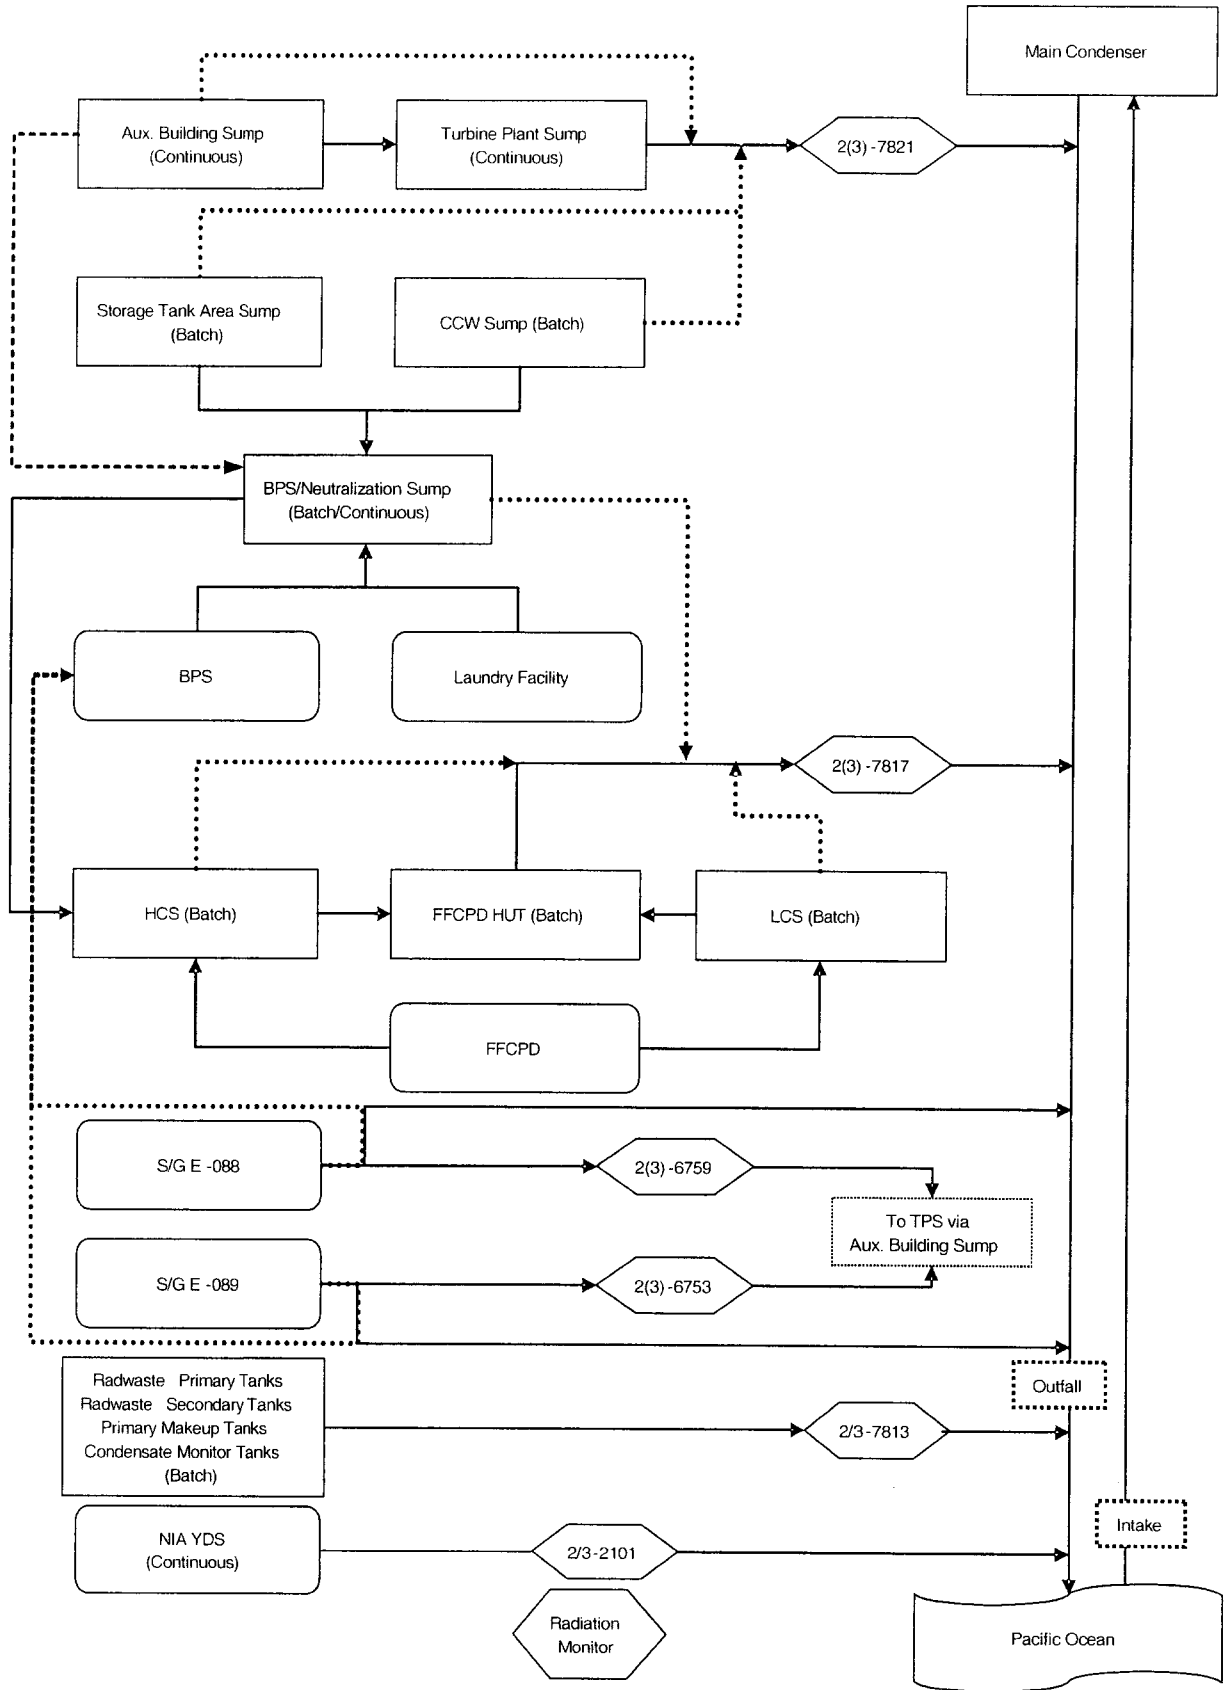 Main Condenser
Aux. Building Sump
(Continuous)
Turbine Plant Sump
(Continuous)
2(3)-7821
Storage Tank Area Sump
(Batch)
CCW Sump (Batch)
BPS/Neutralization Sump
(Batch/Continuous)
BPS
Laundry Facility
2(3)-7817
HCS (Batch)
FFCPD HUT (Batch)
LCS (Batch)
FFCPD
S/G E-088
2(3)-6759
To TPS via
Aux. Building Sump
S/G E-089
2(3)-6753
Radwaste Primary Tanks
Radwaste Secondary Tanks
Primary Makeup Tanks
Condensate Monitor Tanks
(Batch)
Outfall
2/3-7813
Intake
NIA YDS
(Continuous)
2/3-2101
Radiation
Monitor
Pacific Ocean